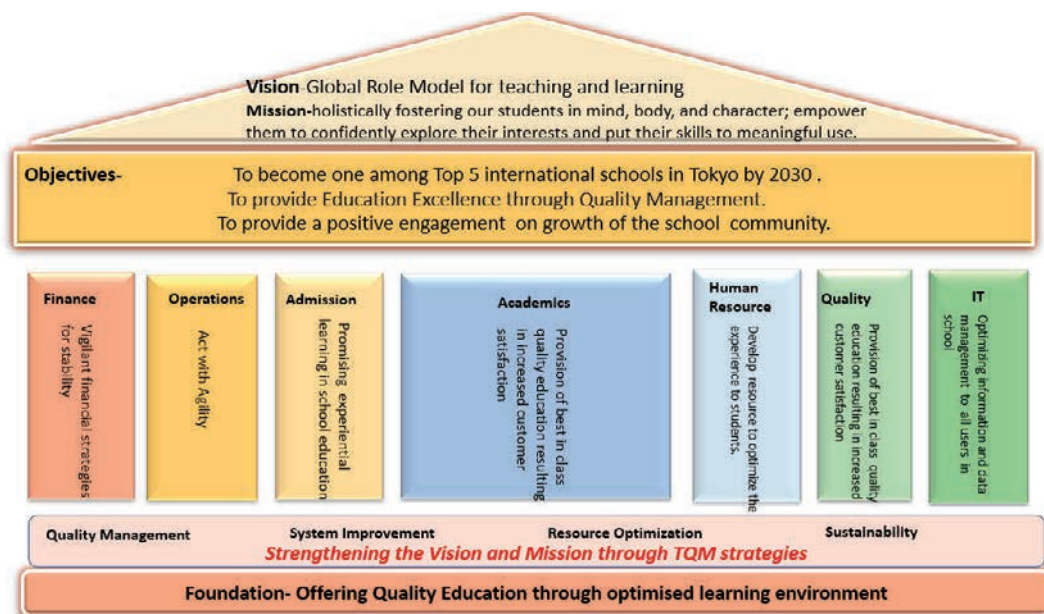 Vision-Global Role Model for teaching and learning
Mission-holistically fostering our students in mind, body, and character; empower
them to confidently explore their interests and put their skills to meaningful use.
Objectives- To become one among Top 5 international schools in Tokyo by 2030 .
To provide Education Excellence through Quality Management.
To provide a positive engagement on growth of the school community.
Finance
Vigilant financial strategies
for stability
Operations
Act with Agility
Admission
Promising experiential
learning in school education
Academics
Provision of best in class
quality education resulting
in increased customer
satisfaction
Human
Resource
Develop resource to optimize the
experience to students.
Quality
Provision of best in class quality
education resulting in increased
customer satisfaction
IT
Optimizing information and data
management to all users in
school
Quality Management System Improvement Resource Optimization Sustainability
Strengthening the Vision and Mission through TQM strategies
Foundation- Offering Quality Education through optimised learning environment